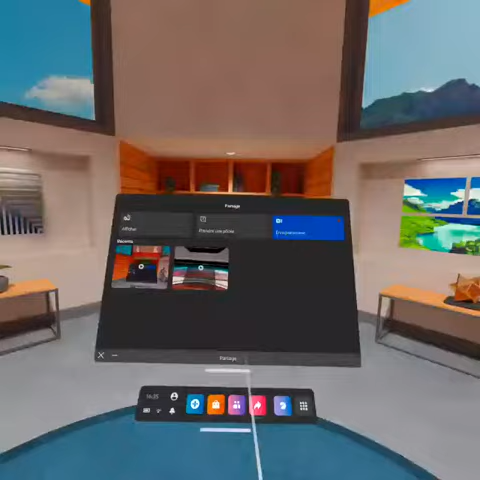 Partage
Afficher
Prendre une photo
Enregistrement
Récents
Partage
16:25